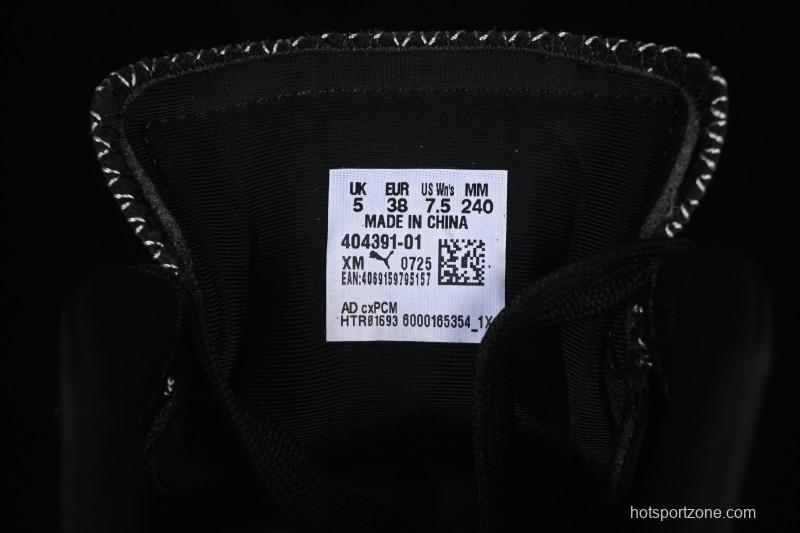 UK EUR US Wn's MM
5 38 7.5 240
MADE IN CHINA
404391-01
XM 0725
EAN:4069159795157
AD cxPCM
HTR01693 6000165354_1X
hotsportzone.com